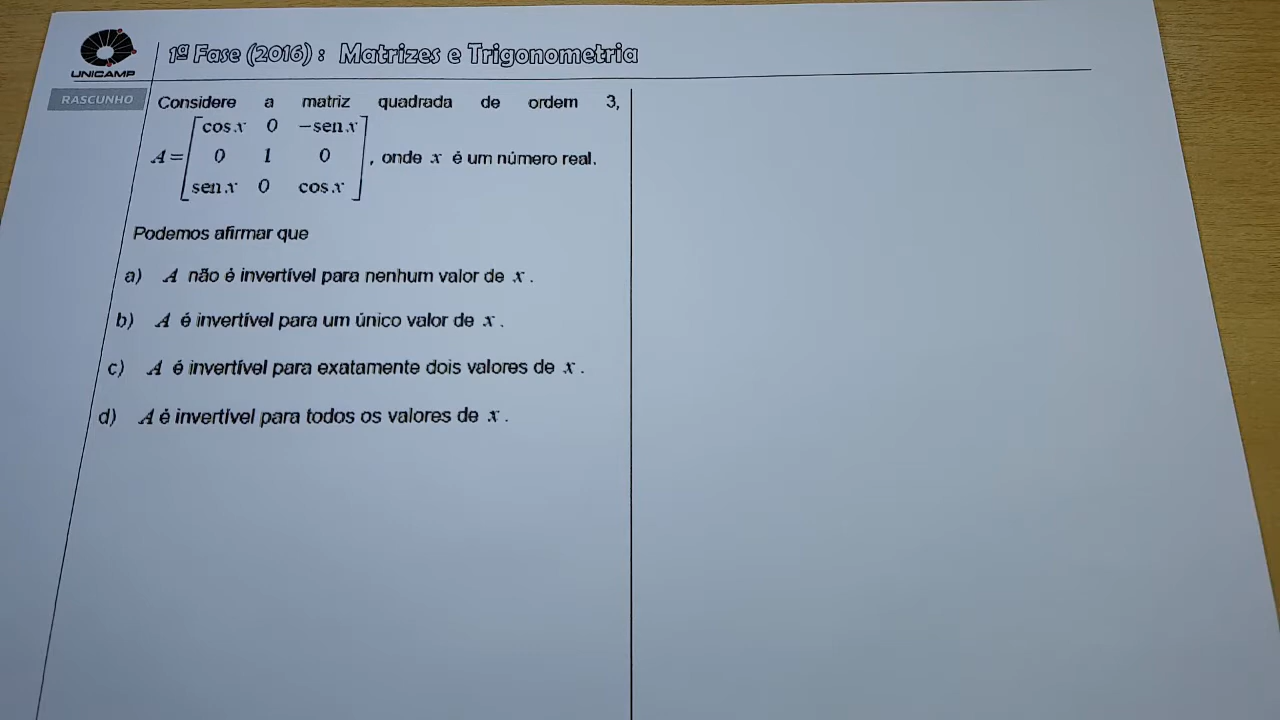 UNICAMP
1ª Fase (2016) : Matrizes e Trigonometria
RASCUNHO
Considere a matriz quadrada de ordem 3,
cos x 0 −sen x
A = 0 1 0 , onde x é um número real.
sen x 0 cos x
Podemos afirmar que
a) A não é invertível para nenhum valor de x .
b) A é invertível para um único valor de x .
c) A é invertível para exatamente dois valores de x .
d) A é invertível para todos os valores de x .